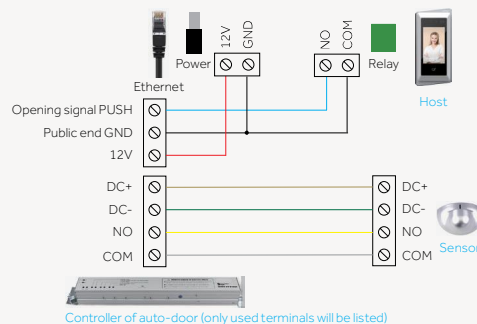 12V
GND
NO
COM
Power
Relay
Ethernet
Host
Opening signal PUSH
Public end GND
12V
DC+
DC-
NO
COM
DC+
DC-
NO
COM
Sensor
Controller of auto-door (only used terminals will be listed)